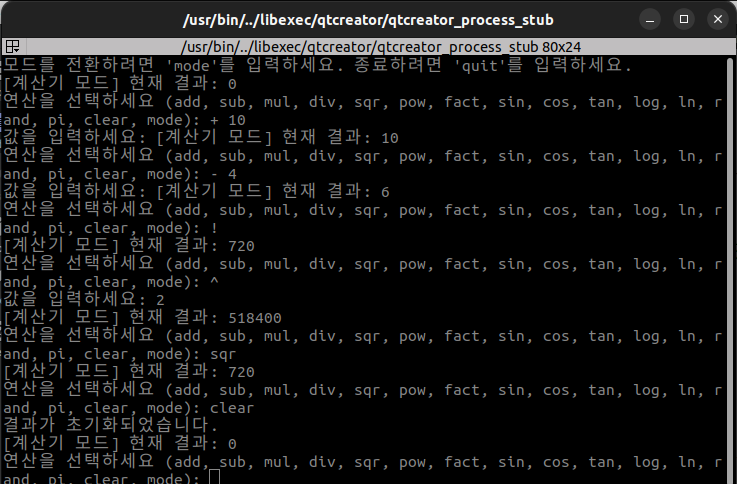 /usr/bin/../libexec/qtcreator/qtcreator_process_stub
/usr/bin/../libexec/qtcreator/qtcreator_process_stub 80x24
모드를 전환하려면 'mode'를 입력하세요. 종료하려면 'quit'를 입력하세요.
[계산기 모드] 현재 결과: 0
연산을 선택하세요 (add, sub, mul, div, sqr, pow, fact, sin, cos, tan, log, ln, r
and, pi, clear, mode): + 10
값을 입력하세요: [계산기 모드] 현재 결과: 10
연산을 선택하세요 (add, sub, mul, div, sqr, pow, fact, sin, cos, tan, log, ln, r
and, pi, clear, mode): - 4
값을 입력하세요: [계산기 모드] 현재 결과: 6
연산을 선택하세요 (add, sub, mul, div, sqr, pow, fact, sin, cos, tan, log, ln, r
and, pi, clear, mode): !
[계산기 모드] 현재 결과: 720
연산을 선택하세요 (add, sub, mul, div, sqr, pow, fact, sin, cos, tan, log, ln, r
and, pi, clear, mode): ^
값을 입력하세요: 2
[계산기 모드] 현재 결과: 518400
연산을 선택하세요 (add, sub, mul, div, sqr, pow, fact, sin, cos, tan, log, ln, r
and, pi, clear, mode): sqr
[계산기 모드] 현재 결과: 720
연산을 선택하세요 (add, sub, mul, div, sqr, pow, fact, sin, cos, tan, log, ln, r
and, pi, clear, mode): clear
결과가 초기화되었습니다.
[계산기 모드] 현재 결과: 0
연산을 선택하세요 (add, sub, mul, div, sqr, pow, fact, sin, cos, tan, log, ln, r
and, pi, clear, mode):